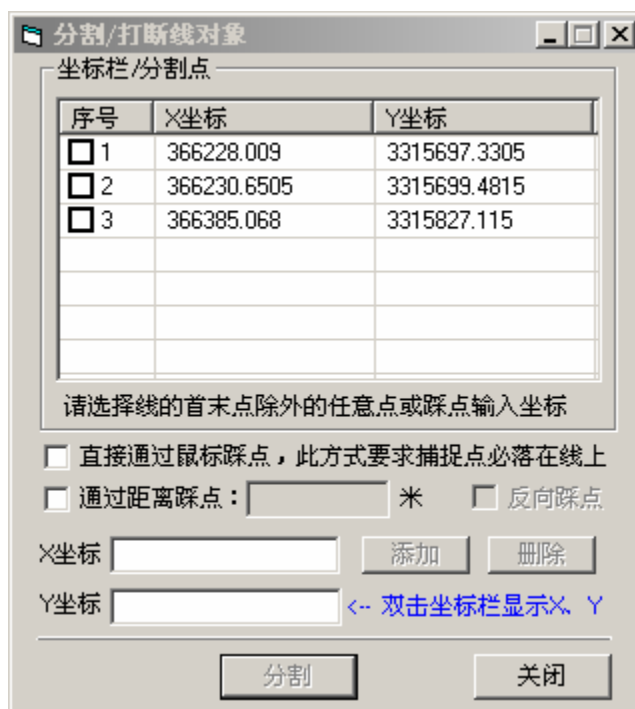 分割/打断线对象
坐标栏/分割点
序号 X坐标 Y坐标
1 366228.009 3315697.3305
2 366230.6505 3315699.4815
3 366385.068 3315827.115
请选择线的首末点除外的任意点或踩点输入坐标
直接通过鼠标踩点，此方式要求捕捉点必落在线上
通过距离踩点： 米 反向踩点
X坐标 添加 删除
Y坐标 <-- 双击坐标栏显示X、Y
分割 关闭